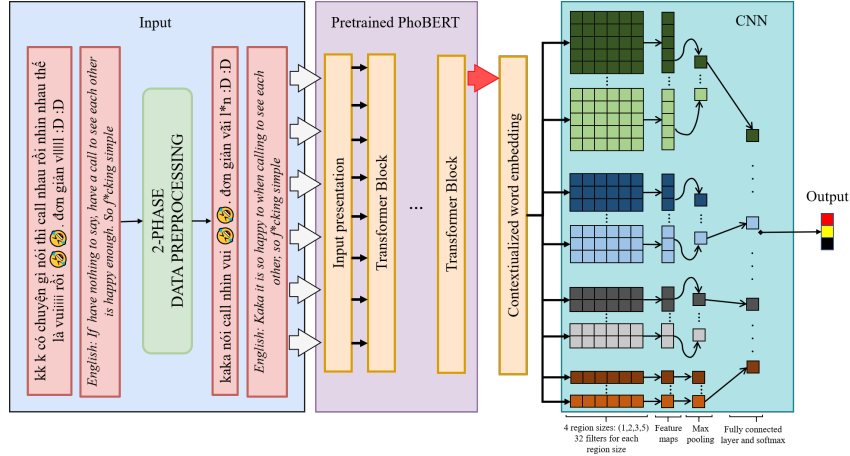 Input
Pretrained PhoBERT
CNN
kk k có chuyện gì nói thì call nhau rồi nhìn nhau thế
là vuiiiii rồi 🤣🤣. đơn giản vlllll :D :D
English: If have nothing to say, have a call to see each other
is happy enough. So f*cking simple
2-PHASE
DATA PREPROCESSING
kaka nói call nhìn vui 🤣🤣. đơn giản vãi l*n :D :D
English: Kaka it is so happy to when calling to see each
other, so f*cking simple
Input presentation
Transformer Block
...
Transformer Block
Contextualized word embedding
Output
4 region sizes: (1,2,3,5)
32 filters for each
region size
Feature
maps
Max
pooling
Fully connected
layer and softmax